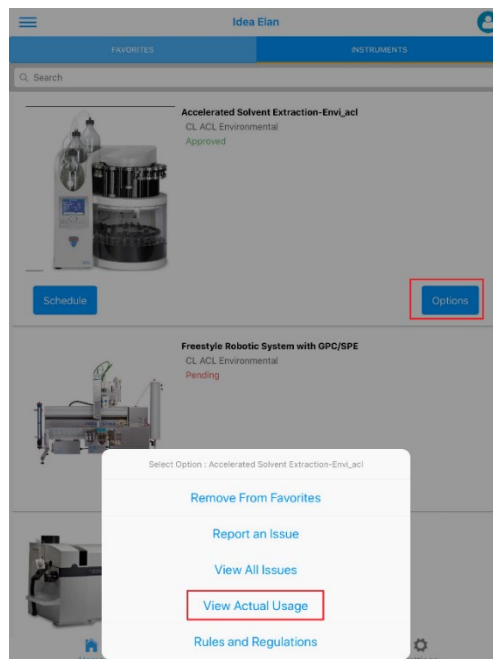 Idea Elan
FAVORITES
INSTRUMENTS
Search
Accelerated Solvent Extraction-Envi_acl
CL ACL Environmental
Approved
Schedule
Options
Freestyle Robotic System with GPC/SPE
CL ACL Environmental
Pending
Select Option : Accelerated Solvent Extraction-Envi_acl
Remove From Favorites
Report an Issue
View All Issues
View Actual Usage
Rules and Regulations